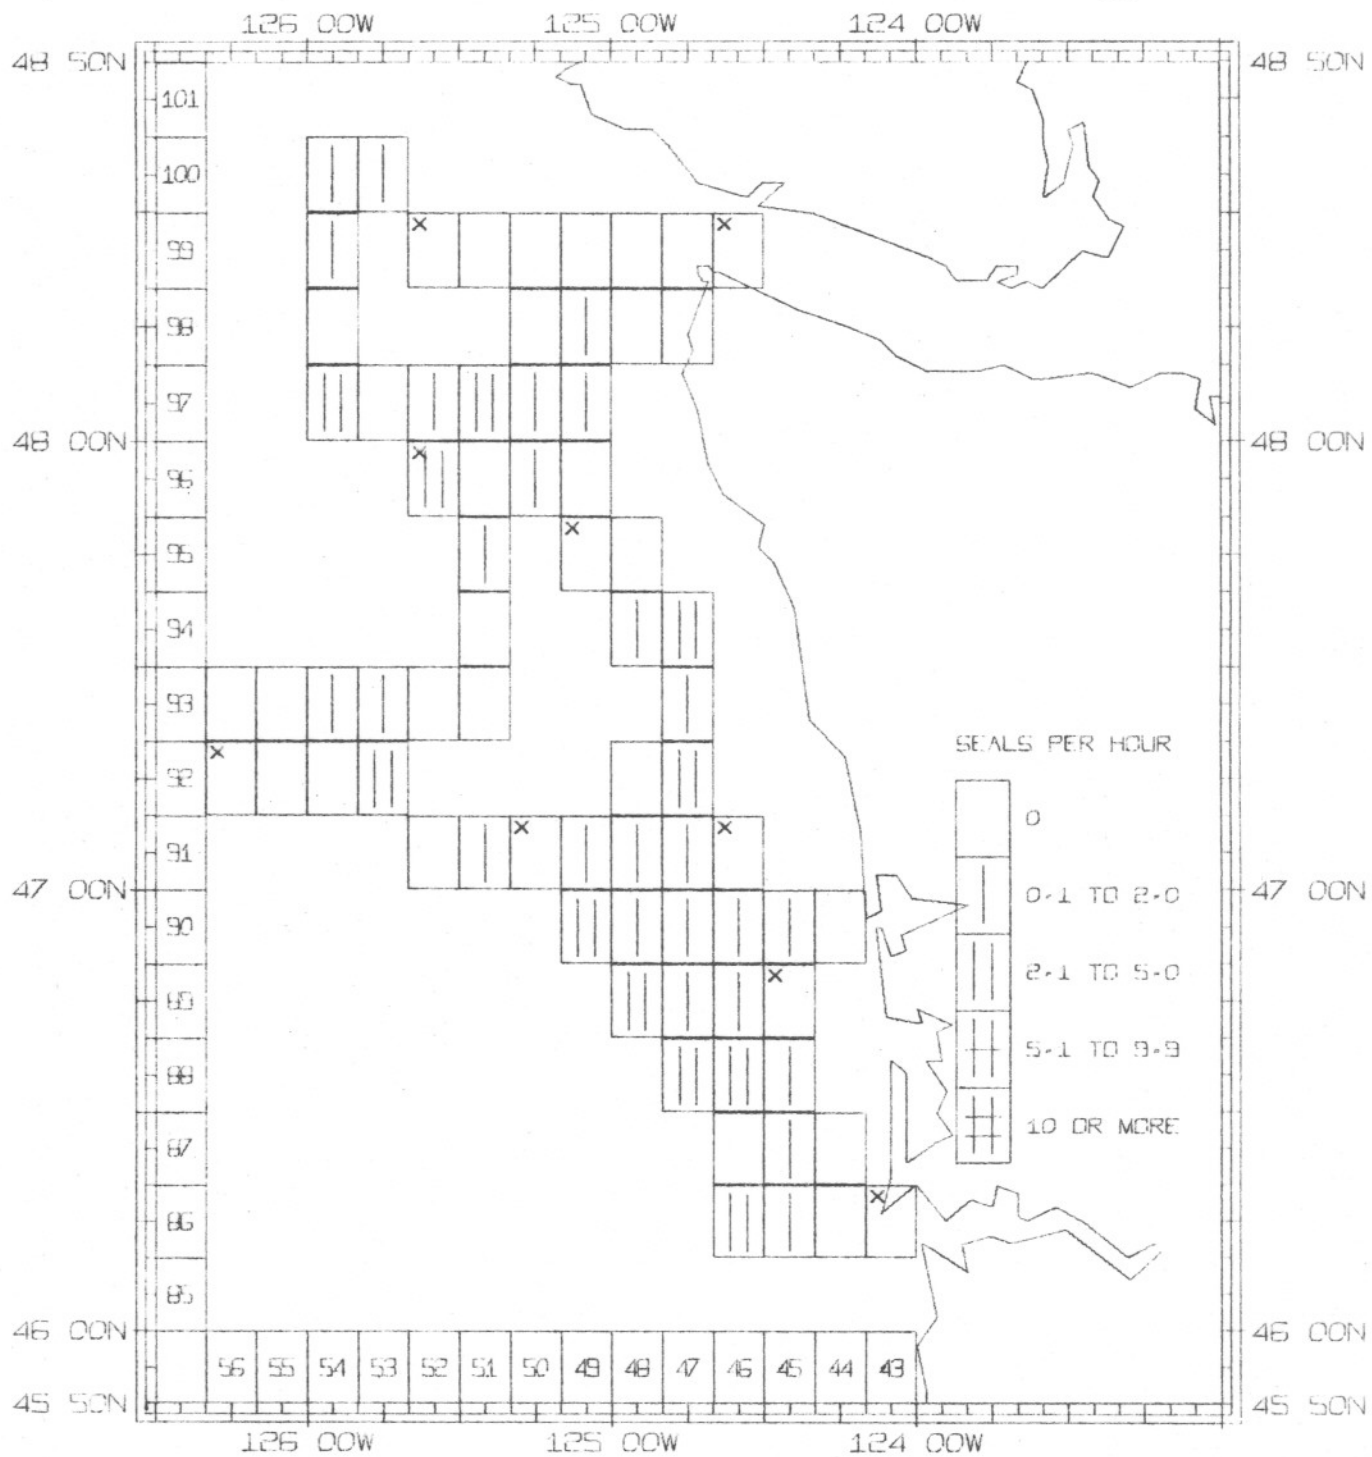 126 00W 125 00W 124 00W
48 50N 48 50N
101
100
99
98
97
48 00N 48 00N
96
95
94
93
SEALS PER HOUR
92
0
91
47 00N 47 00N
0.1 TO 2.0
90
2.1 TO 5.0
89
5.1 TO 9.9
88
10 OR MORE
87
86
85
46 00N 46 00N
56 55 54 53 52 51 50 49 48 47 46 45 44 43
45 50N 45 50N
126 00W 125 00W 124 00W